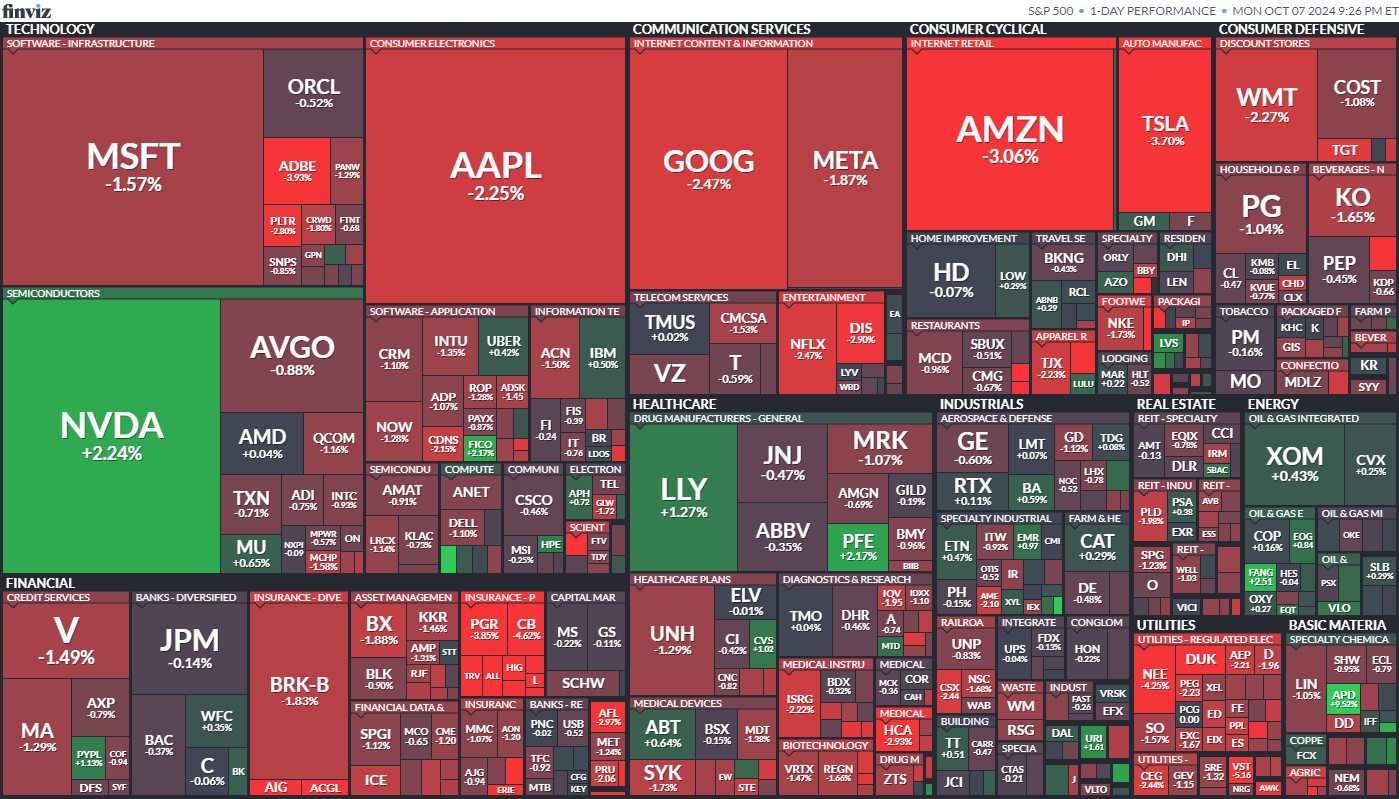 finviz
S&P 500 • 1-DAY PERFORMANCE • MON OCT 07 2024 9:26 PM ET
TECHNOLOGY
SOFTWARE - INFRASTRUCTURE
MSFT
-1.57%
ORCL
-0.52%
ADBE
-3.93%
PANW
-1.29%
PLTR
-2.80%
CRWD
-1.80%
FTNT
-0.68
SNPS
-0.85%
GPN
CONSUMER ELECTRONICS
AAPL
-2.25%
SEMICONDUCTORS
NVDA
+2.24%
AVGO
-0.88%
AMD
+0.04%
QCOM
-1.16%
TXN
-0.71%
ADI
-0.75%
INTC
-0.93%
MU
+0.65%
NXPI
-0.09
MPWR
-0.57%
ON
MCHP
-1.58%
SOFTWARE - APPLICATION
CRM
-1.10%
INTU
-1.35%
UBER
+0.42%
NOW
-1.28%
ADP
-1.07%
ROP
-1.28%
ADSK
-1.45
PAYX
-0.87%
CDNS
-2.15%
FICO
+2.17%
INFORMATION TE
ACN
-1.50%
IBM
+0.50%
FI
-0.24
FIS
-0.39
IT
-0.76
BR
LDOS
SEMICONDU
AMAT
-0.91%
LRCX
-1.14%
KLAC
-0.73%
COMPUTE
ANET
DELL
-1.10%
COMMUNI
CSCO
-0.46%
MSI
-0.25%
HPE
ELECTRON
APH
+0.72
TEL
GLW
-1.72
SCIENT
FTV
TDY
COMMUNICATION SERVICES
INTERNET CONTENT & INFORMATION
GOOG
-2.47%
META
-1.87%
TELECOM SERVICES
TMUS
+0.02%
CMCSA
-1.53%
VZ
T
-0.59%
ENTERTAINMENT
NFLX
-2.47%
DIS
-2.90%
LYV
WBD
EA
CONSUMER CYCLICAL
INTERNET RETAIL
AMZN
-3.06%
AUTO MANUFAC
TSLA
-3.70%
GM
F
HOME IMPROVEMENT
HD
-0.07%
LOW
+0.29%
TRAVEL SE
BKNG
-0.43%
ABNB
+0.29
RCL
SPECIALTY
ORLY
BBY
AZO
RESIDEN
DHI
LEN
RESTAURANTS
MCD
-0.96%
SBUX
-0.51%
CMG
-0.67%
FOOTWE
NKE
-1.73%
PACKAGI
IP
APPAREL R
TJX
-2.23%
LULU
LVS
LODGING
MAR
+0.22
HLT
-0.52
CONSUMER DEFENSIVE
DISCOUNT STORES
WMT
-2.27%
COST
-1.08%
TGT
HOUSEHOLD & P
PG
-1.04%
CL
-0.47
KMB
-0.08%
EL
KVUE
-0.77%
CHD
CLX
BEVERAGES - N
KO
-1.65%
PEP
-0.45%
KDP
-0.66
TOBACCO
PM
-0.16%
MO
PACKAGED F
KHC
K
GIS
FARM P
BEVER
CONFECTIO
MDLZ
KR
SYY
HEALTHCARE
DRUG MANUFACTURERS - GENERAL
LLY
+1.27%
JNJ
-0.47%
MRK
-1.07%
ABBV
-0.35%
AMGN
-0.69%
GILD
-0.19%
PFE
+2.17%
BMY
-0.96%
BIIB
HEALTHCARE PLANS
UNH
-1.29%
ELV
-0.01%
CI
-0.42%
CVS
+1.02
CNC
-0.82
DIAGNOSTICS & RESEARCH
TMO
+0.04%
DHR
-0.46%
IQV
-1.95
IDXX
-1.10
A
-0.74
MTD
MEDICAL DEVICES
ABT
+0.64%
BSX
-0.15%
MDT
-1.38%
SYK
-1.73%
EW
STE
MEDICAL INSTRU
ISRG
-2.22%
BDX
-0.32%
MEDICAL
MCK
-0.36
COR
CAH
BIOTECHNOLOGY
VRTX
-1.47%
REGN
-1.66%
MEDICAL
HCA
-2.93%
DRUG M
ZTS
INDUSTRIALS
AEROSPACE & DEFENSE
GE
-0.60%
LMT
+0.07%
GD
-1.12%
TDG
+0.08%
RTX
+0.11%
BA
+0.59%
NOC
-0.52
LHX
-0.78
SPECIALTY INDUSTRIAL
ETN
+0.47%
ITW
-0.92%
EMR
+0.97
CMI
PH
-0.15%
OTIS
-0.52
IR
AME
-2.10
XYL
IEX
FARM & HE
CAT
+0.29%
DE
-0.48%
RAILROA
UNP
-0.83%
CSX
-2.44
NSC
-1.68%
WAB
INTEGRATE
UPS
-0.04%
FDX
-0.13%
CONGLOM
HON
-0.22%
WASTE
WM
RSG
INDUST
FAST
-0.26
VRSK
EFX
BUILDING
TT
+0.51
CARR
-0.47
JCI
SPECIA
CTAS
-0.21
DAL
URI
+1.61
J
VLTO
REAL ESTATE
REIT - SPECIALTY
AMT
-0.13
EQIX
-0.78%
CCI
DLR
IRM
SBAC
REIT - INDU
PLD
-1.98%
PSA
+0.38
EXR
REIT -
AVB
ESS
SPG
-1.23%
O
REIT -
WELL
-1.03
VICI
ENERGY
OIL & GAS INTEGRATED
XOM
+0.43%
CVX
+0.25%
OIL & GAS E
COP
+0.16%
EOG
+0.84
FANG
+2.51
HES
-0.04
OXY
+0.27
EQT
OIL & GAS MI
OKE
OIL &
PSX
VLO
SLB
+0.29%
UTILITIES
UTILITIES - REGULATED ELEC
NEE
-4.25%
DUK
AEP
-2.21
D
-1.96
SO
-1.57%
PEG
-2.23
XEL
PCG
0.00
ED
FE
PPL
EXC
-1.67
EIX
ES
UTILITIES -
CEG
-2.44%
GEV
-1.15
SRE
-1.32
VST
-5.16
NRG
AWK
BASIC MATERIA
SPECIALTY CHEMICA
LIN
-1.05%
SHW
-0.95%
ECL
-0.79
APD
+9.52%
DD
IFF
COPPE
FCX
AGRIC
NEM
-0.68%
FINANCIAL
CREDIT SERVICES
V
-1.49%
MA
-1.29%
AXP
-0.79%
PYPL
+1.13%
COF
-0.94
DFS
SYF
BANKS - DIVERSIFIED
JPM
-0.14%
BAC
-0.37%
WFC
+0.35%
C
-0.06%
BK
INSURANCE - DIVE
BRK-B
-1.83%
AIG
ACGL
ASSET MANAGEMEN
BX
-1.88%
KKR
-1.46%
AMP
-1.31%
STT
BLK
-0.90%
RJF
INSURANCE - P
PGR
-3.85%
CB
-4.62%
TRV
ALL
HIG
L
CAPITAL MAR
MS
-0.22%
GS
-0.11%
SCHW
FINANCIAL DATA &
SPGI
-1.12%
MCO
-0.65
CME
-1.20
ICE
INSURANC
MMC
-1.07%
AON
-1.20
AJG
-0.94
ERIE
BANKS - RE
PNC
-0.02
USB
-0.52
TFC
-0.92
CFG
MTB
KEY
AFL
-2.97%
MET
-1.24%
PRU
-2.06